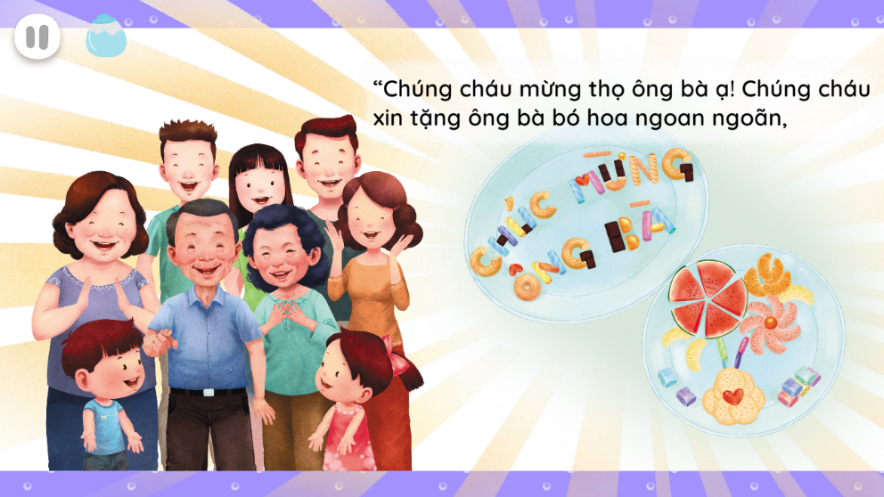 “Chúng cháu mừng thọ ông bà ạ! Chúng cháu
xin tặng ông bà bó hoa ngoan ngoãn,
CHÚC MỪNG
ÔNG BÀ